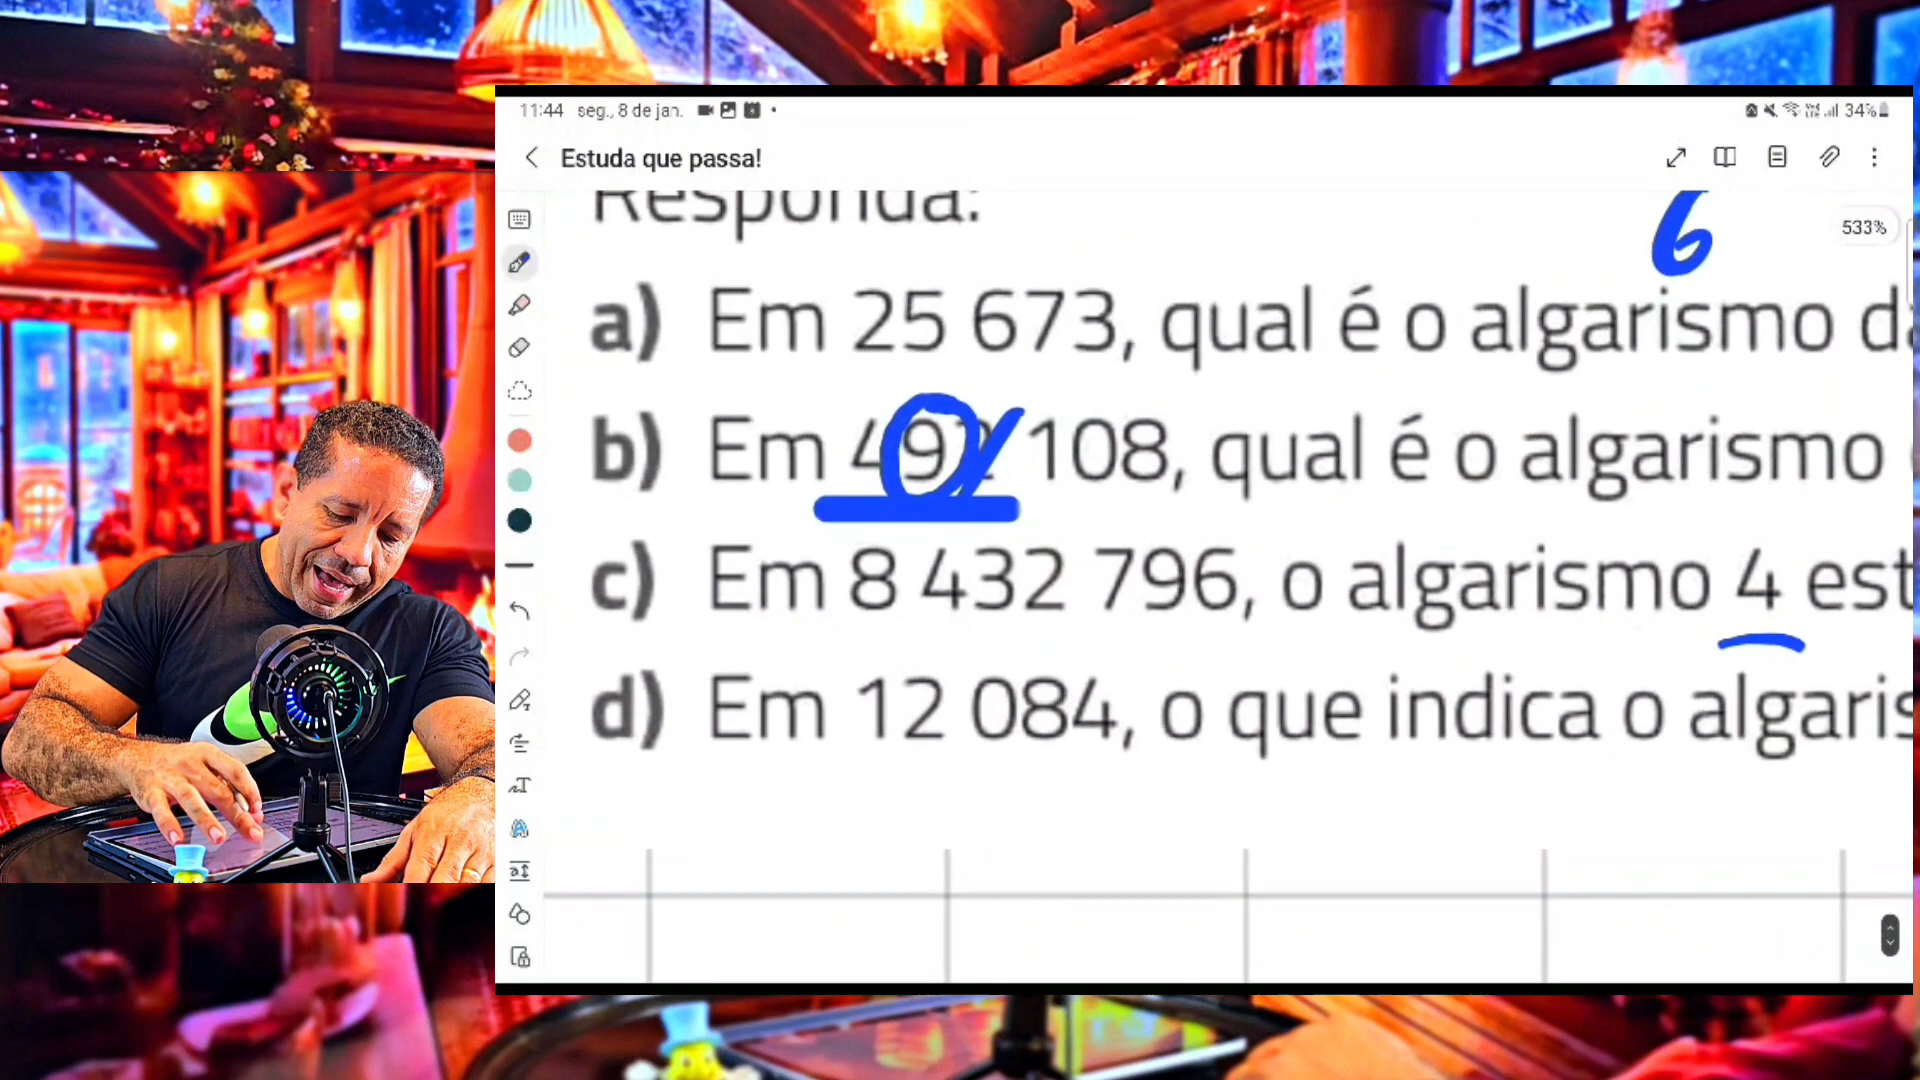 11:44 seg., 8 de jan. 34%
Estuda que passa!
533%
Responda:
6
a) Em 25 673, qual é o algarismo
b) Em 492 108, qual é o algarismo
c) Em 8 432 796, o algarismo 4 est
d) Em 12 084, o que indica o algaris